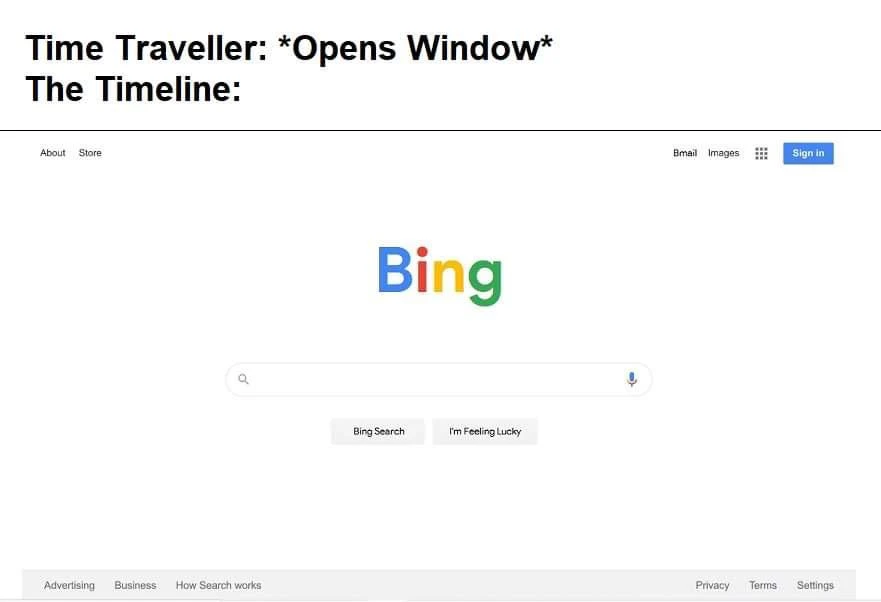 Time Traveller: *Opens Window*
The Timeline:
About Store Bmail Images Sign in
Bing
Bing Search I'm Feeling Lucky
Advertising Business How Search works Privacy Terms Settings